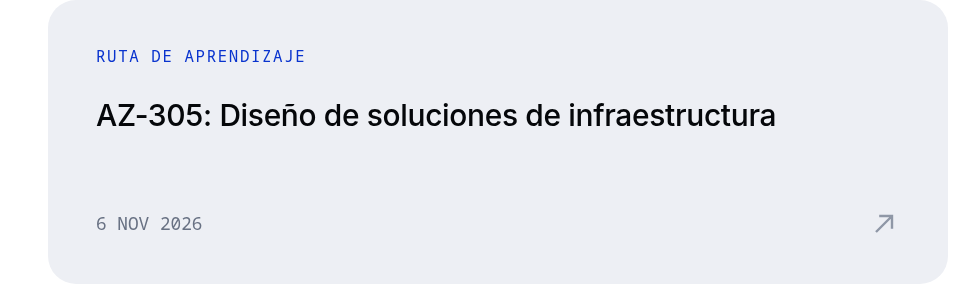 RUTA DE APRENDIZAJE
AZ-305: Diseño de soluciones de infraestructura
6 NOV 2026